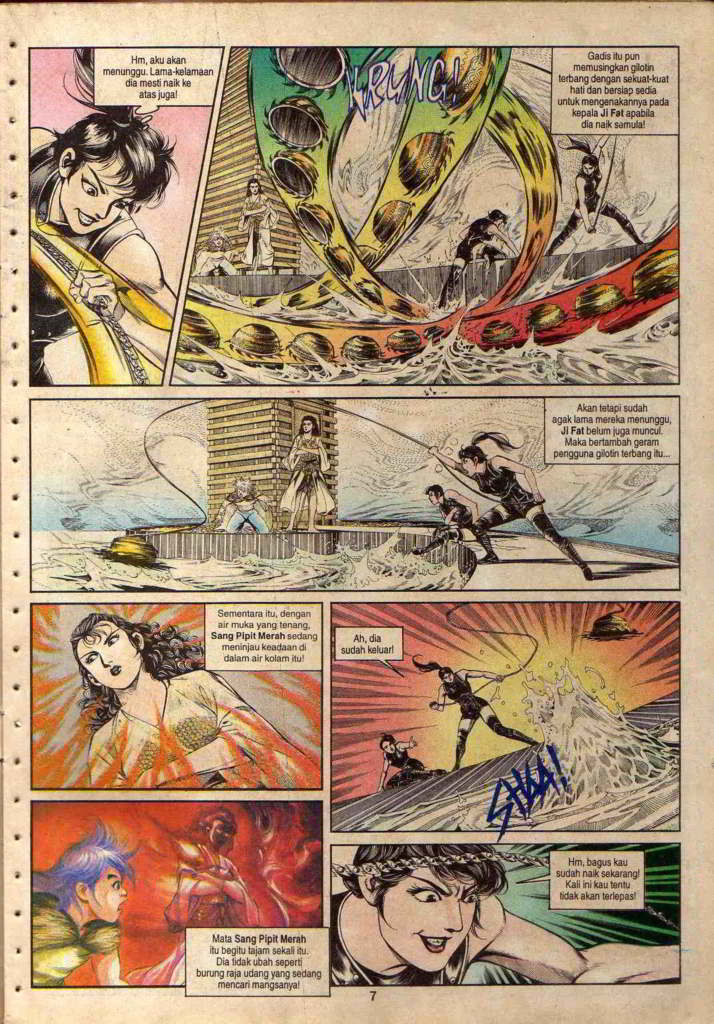 Hm, aku akan
menunggu. Lama-kelamaan
dia mesti naik ke
atas juga!
KRUNG!
Gadis itu pun
memusingkan gilotin
terbang dengan sekuat-kuat
hati dan bersiap sedia
untuk mengenakannya pada
kepala Ji Fat apabila
dia naik semula!
Akan tetapi sudah
agak lama mereka menunggu,
Ji Fat belum juga muncul.
Maka bertambah geram
pengguna gilotin terbang itu...
Sementara itu, dengan
air muka yang tenang,
Sang Pipit Merah sedang
meninjau keadaan di
dalam air kolam itu!
Ah, dia
sudah keluar!
Mata Sang Pipit Merah
itu begitu tajam sekali itu.
Dia tidak ubah seperti
burung raja udang yang sedang
mencari mangsanya!
Hm, bagus kau
sudah naik sekarang!
Kali ini kau tentu
tidak akan terlepas!
7